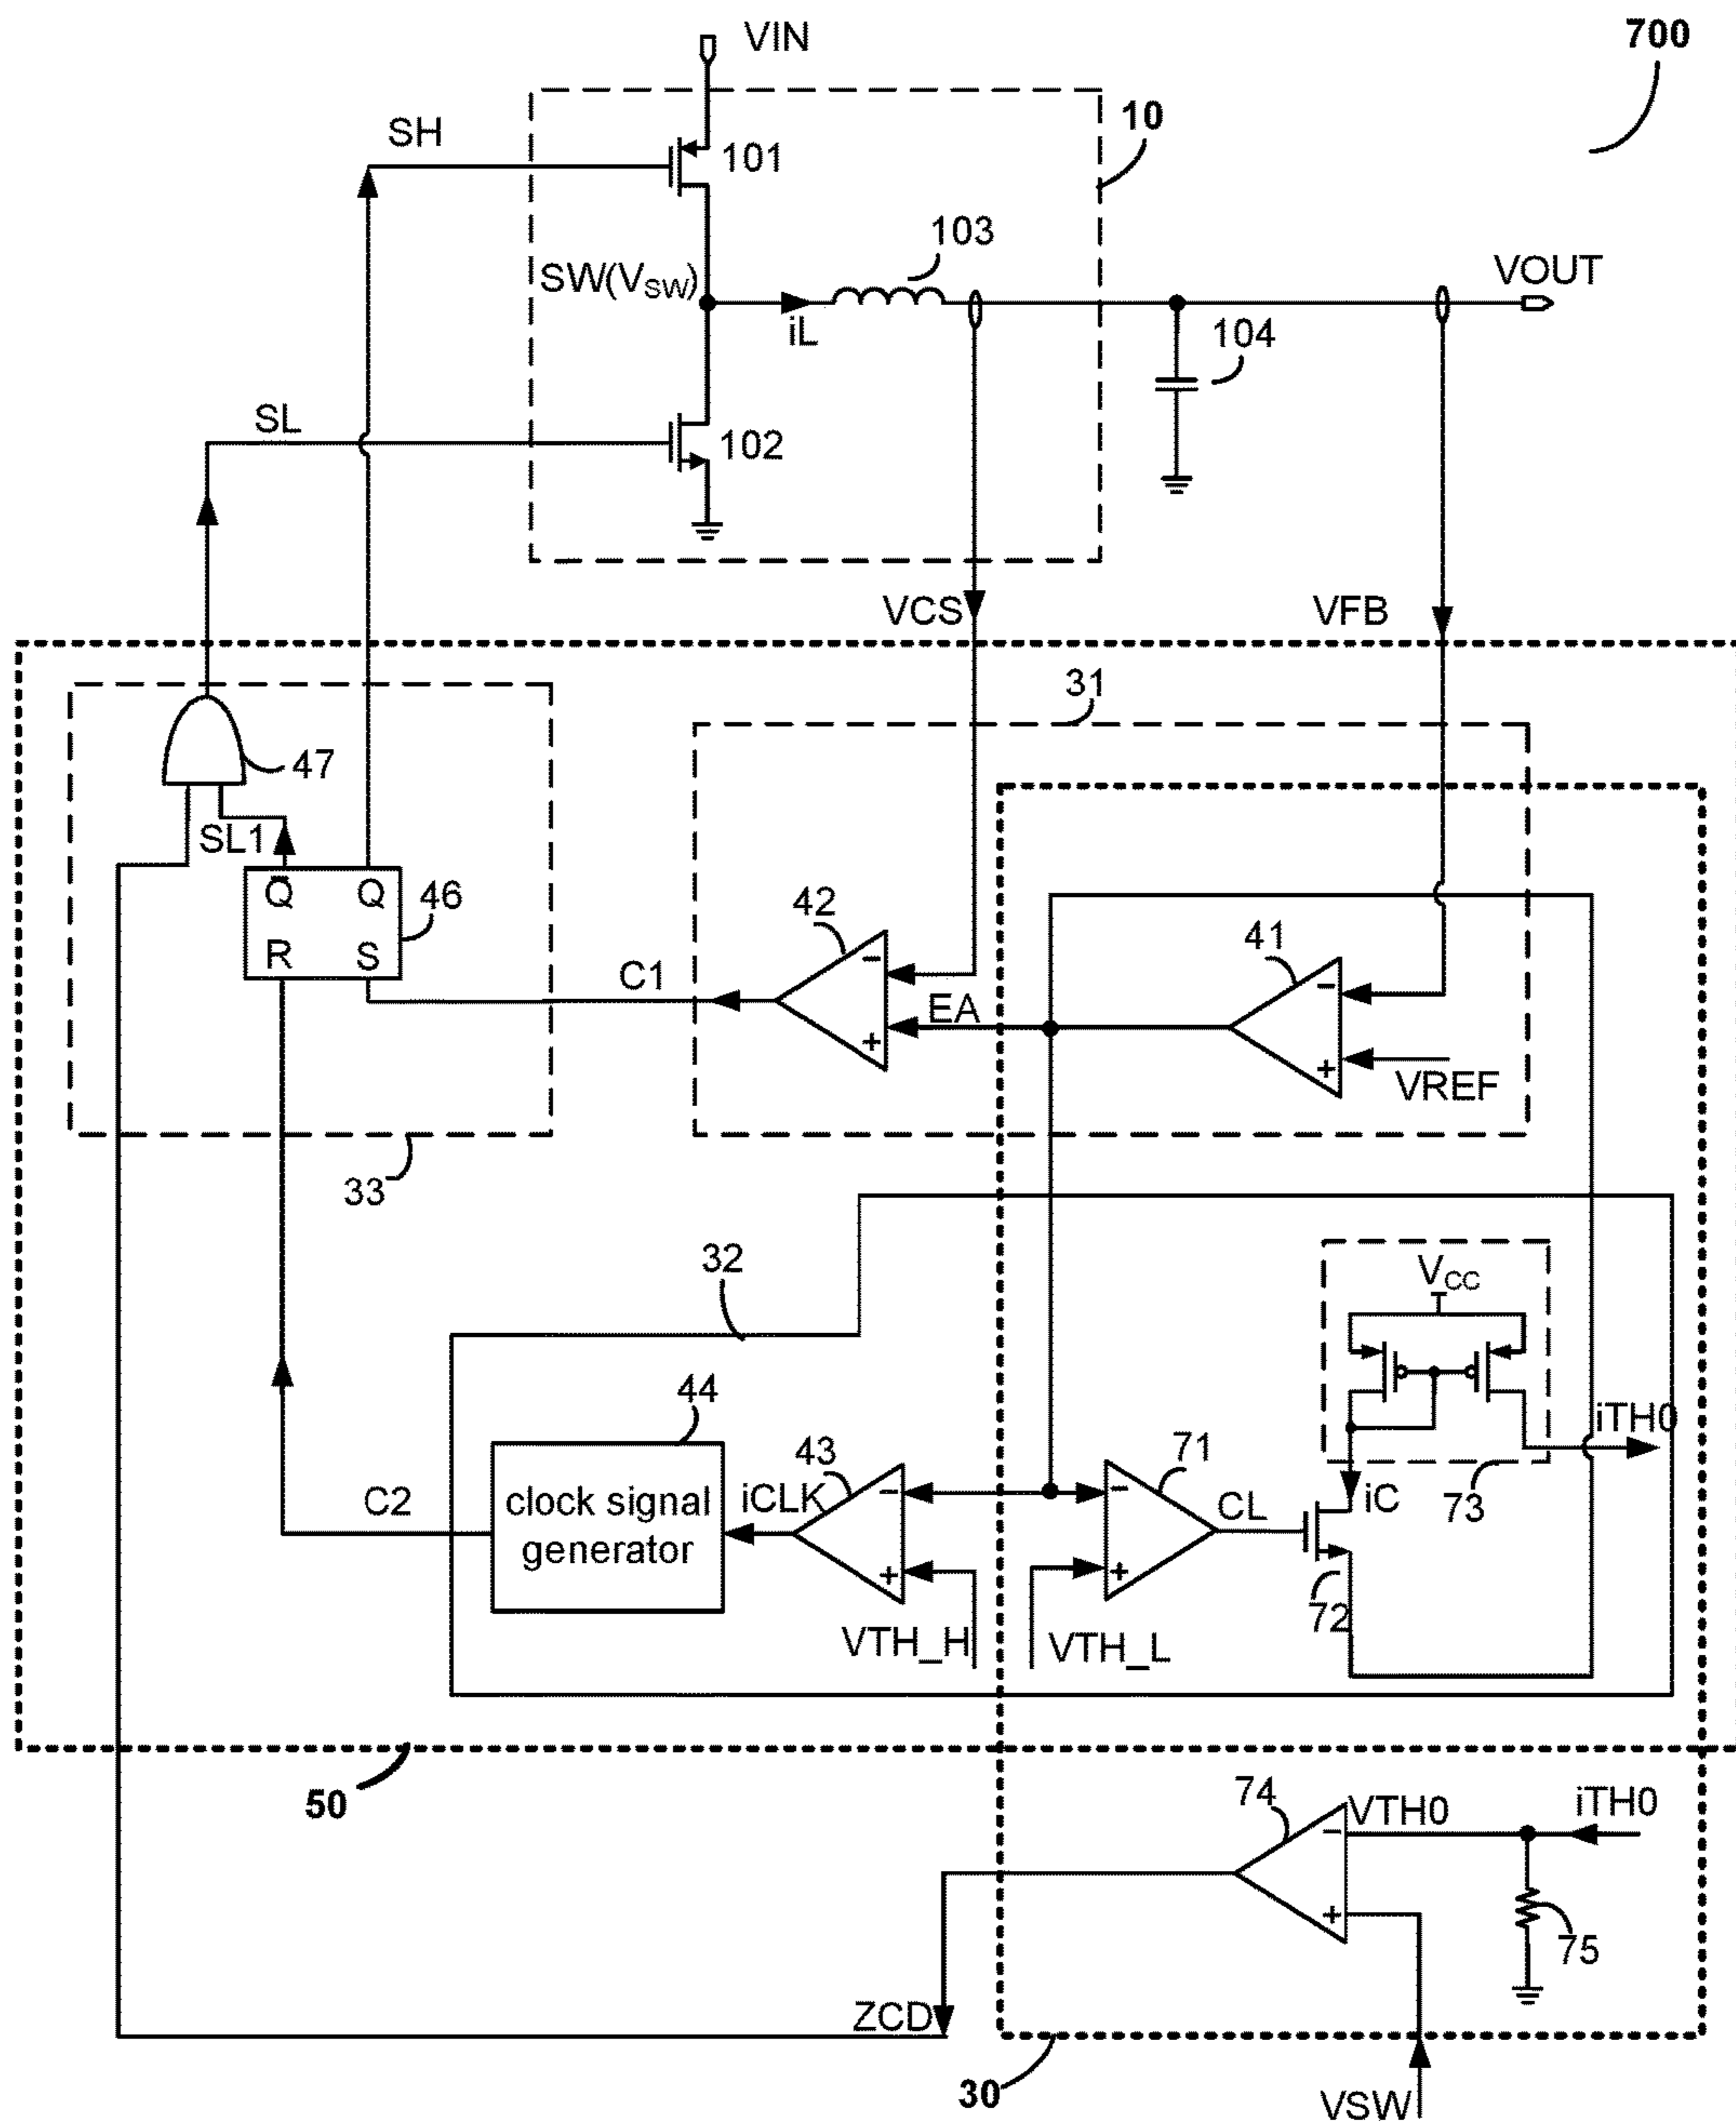 700
VIN
10
SH
101
103
SW(VSW)
VOUT
iL
104
SL
102
VCS
VFB
31
47
SL1
Q̅
Q
46
R
S
42
-
C1
EA
+
41
-
+
VREF
33
32
VCC
44
43
71
iTH0
C2
clock signal
generator
iCLK
-
+
-
+
CL
iC
73
72
VTH_H
VTH_L
50
74
VTH0
iTH0
-
+
75
ZCD
30
VSW